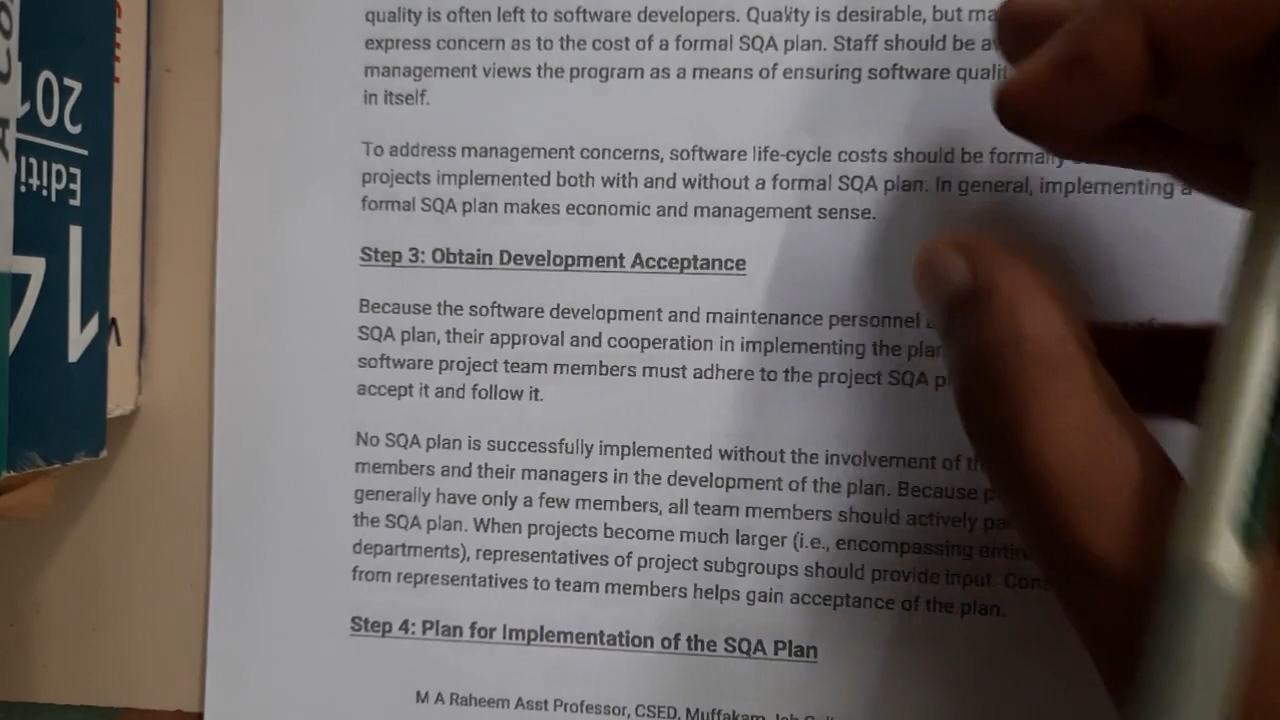 quality is often left to software developers. Quality is desirable, but
express concern as to the cost of a formal SQA plan. Staff should be
management views the program as a means of ensuring software
in itself.
To address management concerns, software life-cycle costs should be formally
projects implemented both with and without a formal SQA plan. In general, implementing a
formal SQA plan makes economic and management sense.
Step 3: Obtain Development Acceptance
Because the software development and maintenance personnel
SQA plan, their approval and cooperation in implementing the plan
software project team members must adhere to the project SQA
accept it and follow it.
No SQA plan is successfully implemented without the involvement of
members and their managers in the development of the plan. Because
generally have only a few members, all team members should actively
the SQA plan. When projects become much larger (i.e., encompassing
departments), representatives of project subgroups should provide input.
from representatives to team members helps gain acceptance of the plan.
Step 4: Plan for Implementation of the SQA Plan
M A Raheem Asst Professor, CSED, Muffakam
14
Editi
201